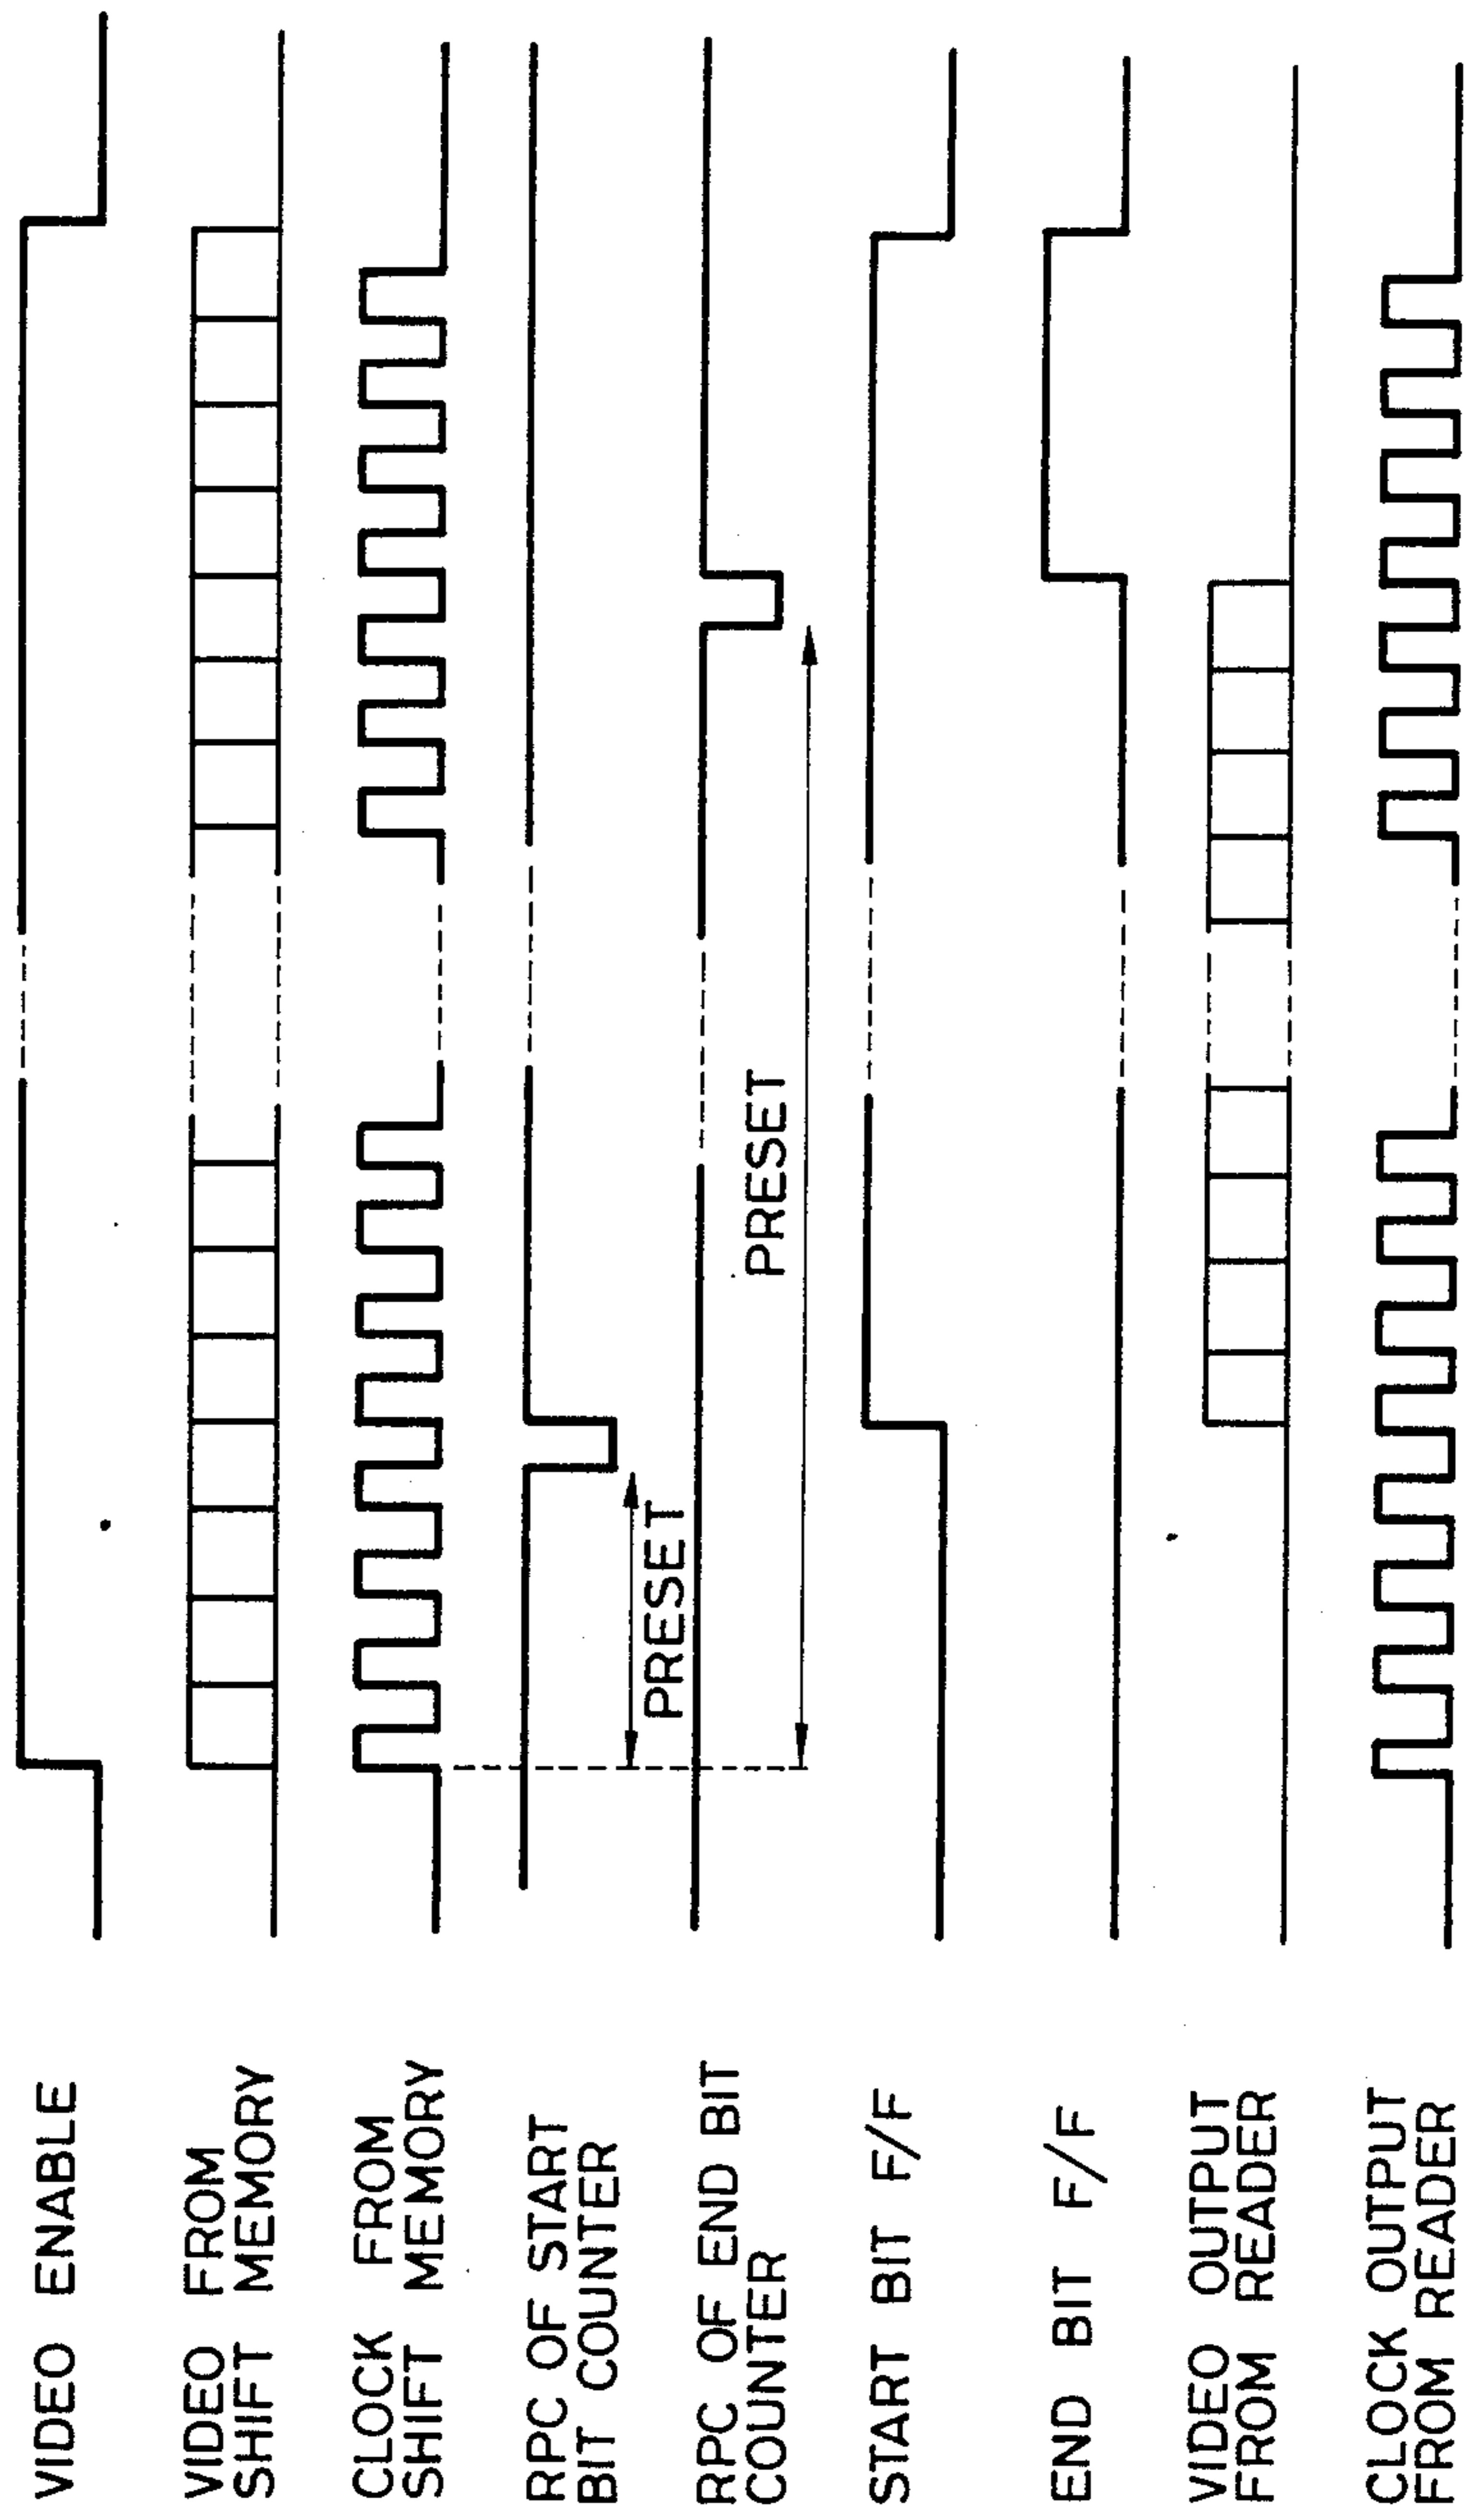 VIDEO ENABLE
VIDEO FROM
SHIFT MEMORY
CLOCK FROM
SHIFT MEMORY
RPC OF START
BIT COUNTER
PRESET
RPC OF END BIT
COUNTER
PRESET
START BIT F/F
END BIT F/F
VIDEO OUTPUT
FROM READER
CLOCK OUTPUT
FROM READER